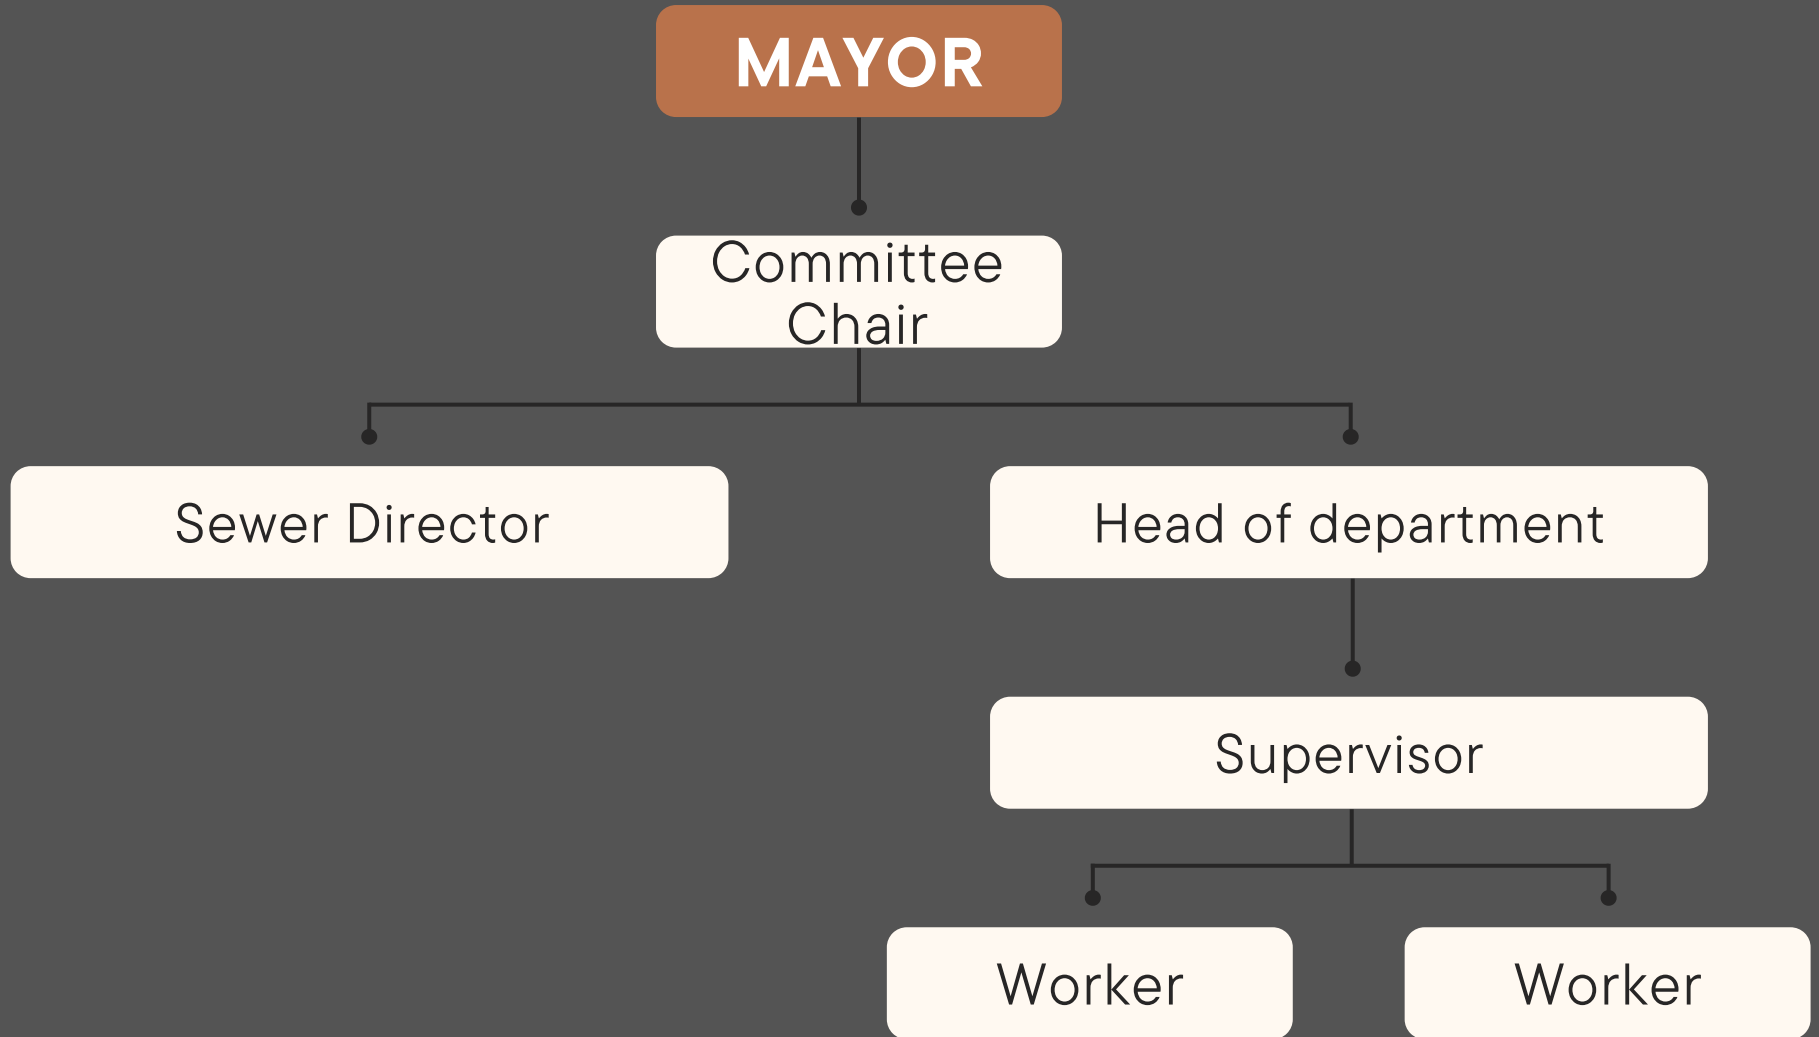 MAYOR
Committee
Chair
Sewer Director
Head of department
Supervisor
Worker
Worker